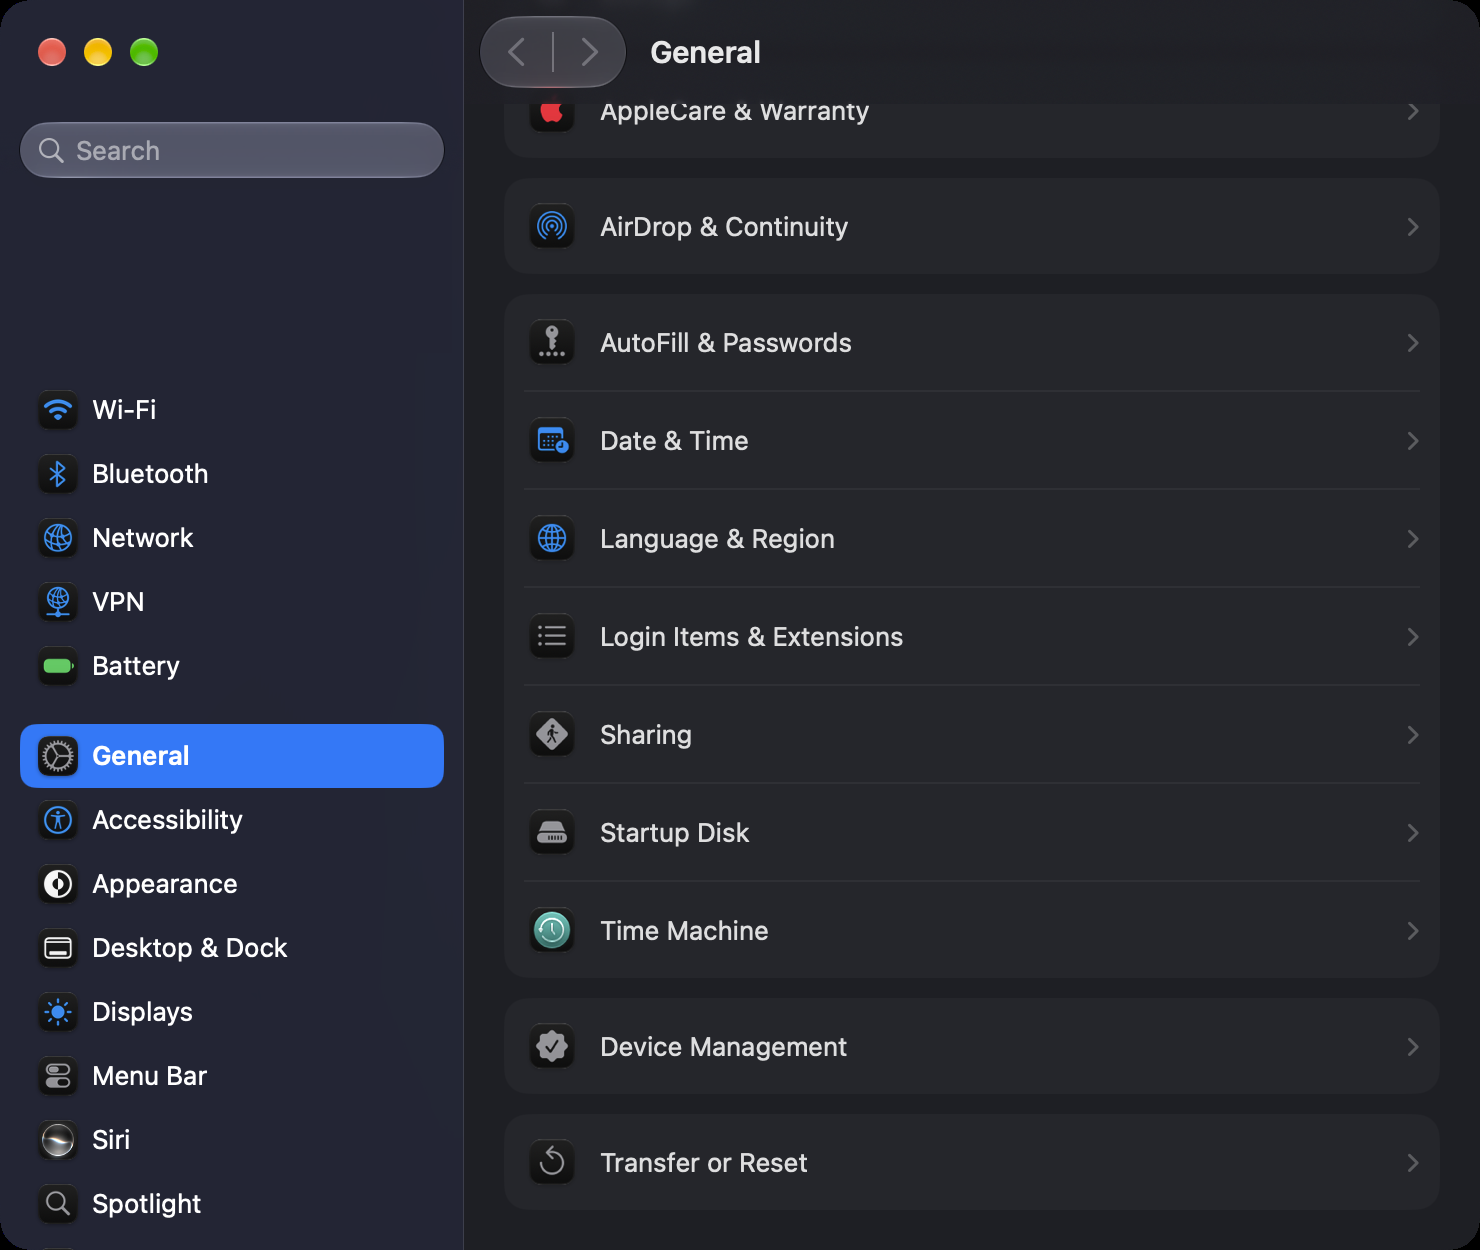 Search
Wi-Fi
Bluetooth
Network
VPN
Battery
General
Accessibility
Appearance
Desktop & Dock
Displays
Menu Bar
Siri
Spotlight
General
AppleCare & Warranty
AirDrop & Continuity
AutoFill & Passwords
Date & Time
Language & Region
Login Items & Extensions
Sharing
Startup Disk
Time Machine
Device Management
Transfer or Reset